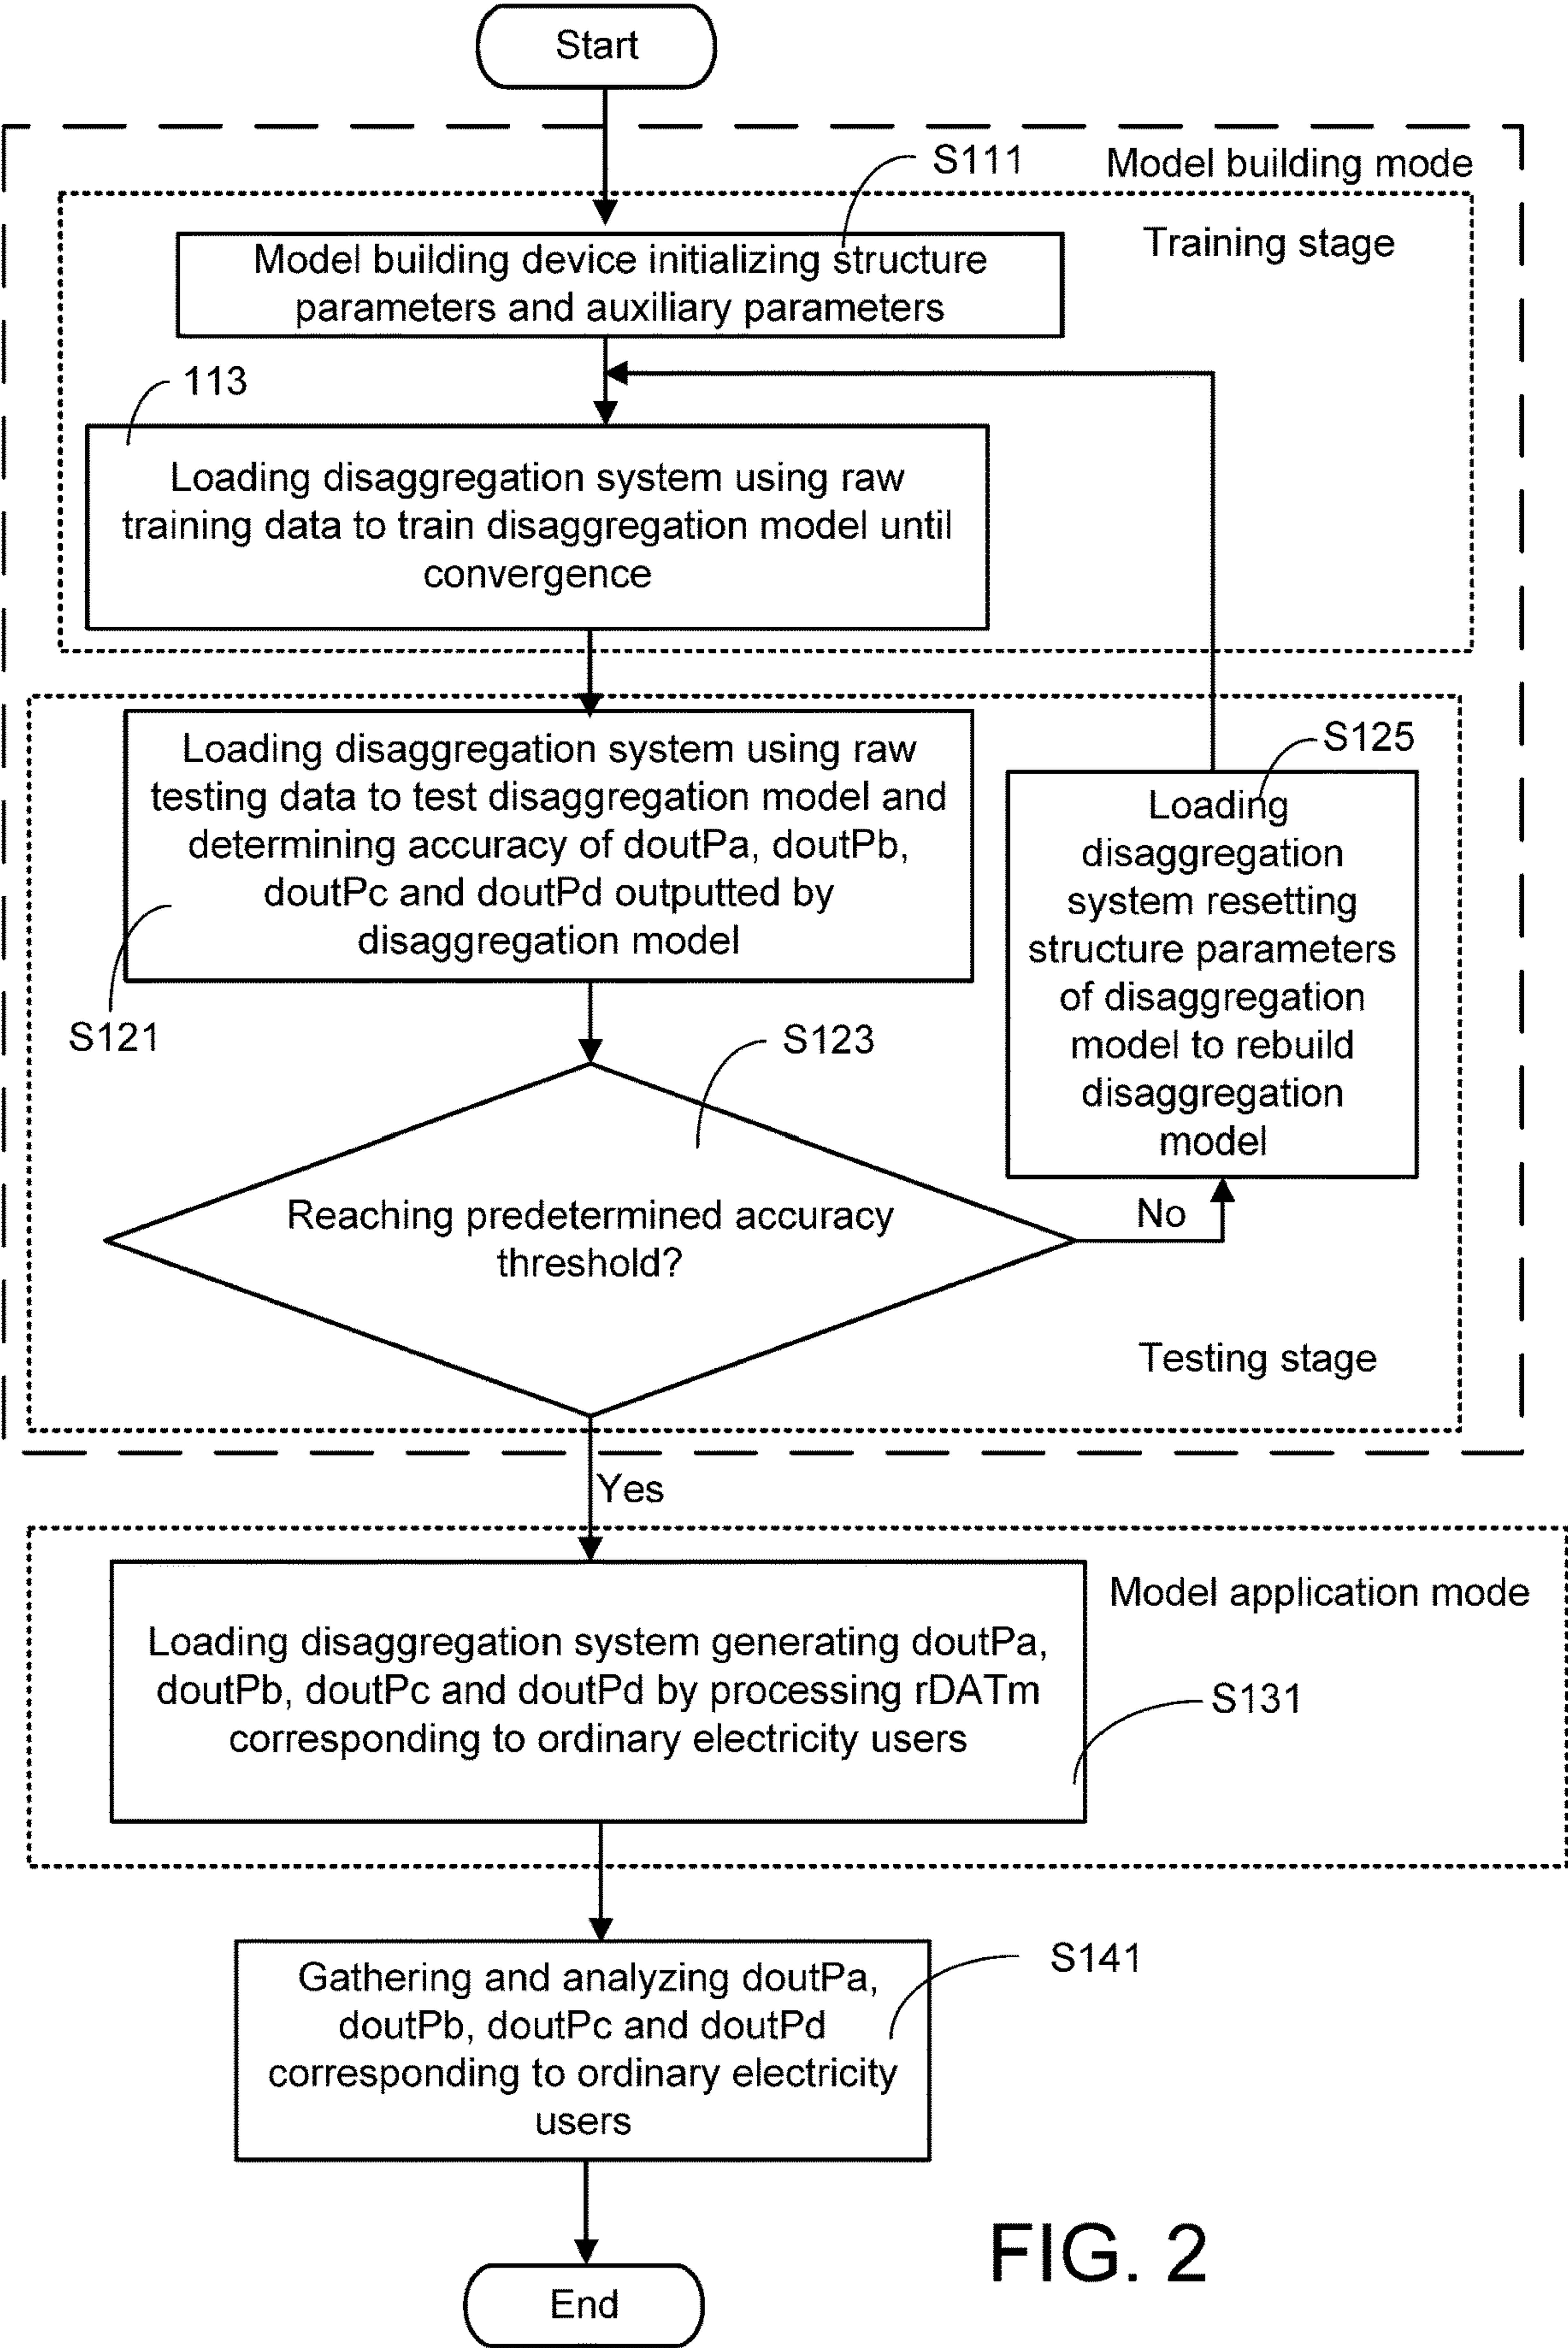 Start
S111
Model building mode
Training stage
Model building device initializing structure
parameters and auxiliary parameters
113
Loading disaggregation system using raw
training data to train disaggregation model until
convergence
Loading disaggregation system using raw
testing data to test disaggregation model and
determining accuracy of doutPa, doutPb,
doutPc and doutPd outputted by
disaggregation model
S121
S125
Loading
disaggregation
system resetting
structure parameters
of disaggregation
model to rebuild
disaggregation
model
S123
Reaching predetermined accuracy
threshold?
No
Testing stage
Yes
Model application mode
Loading disaggregation system generating doutPa,
doutPb, doutPc and doutPd by processing rDATm
corresponding to ordinary electricity users
S131
Gathering and analyzing doutPa,
doutPb, doutPc and doutPd
corresponding to ordinary electricity
users
S141
End
FIG. 2